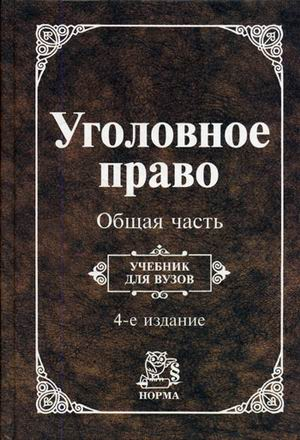 Уголовное
право
Общая часть
УЧЕБНИК
ДЛЯ ВУЗОВ
4-е издание
§
НОРМА